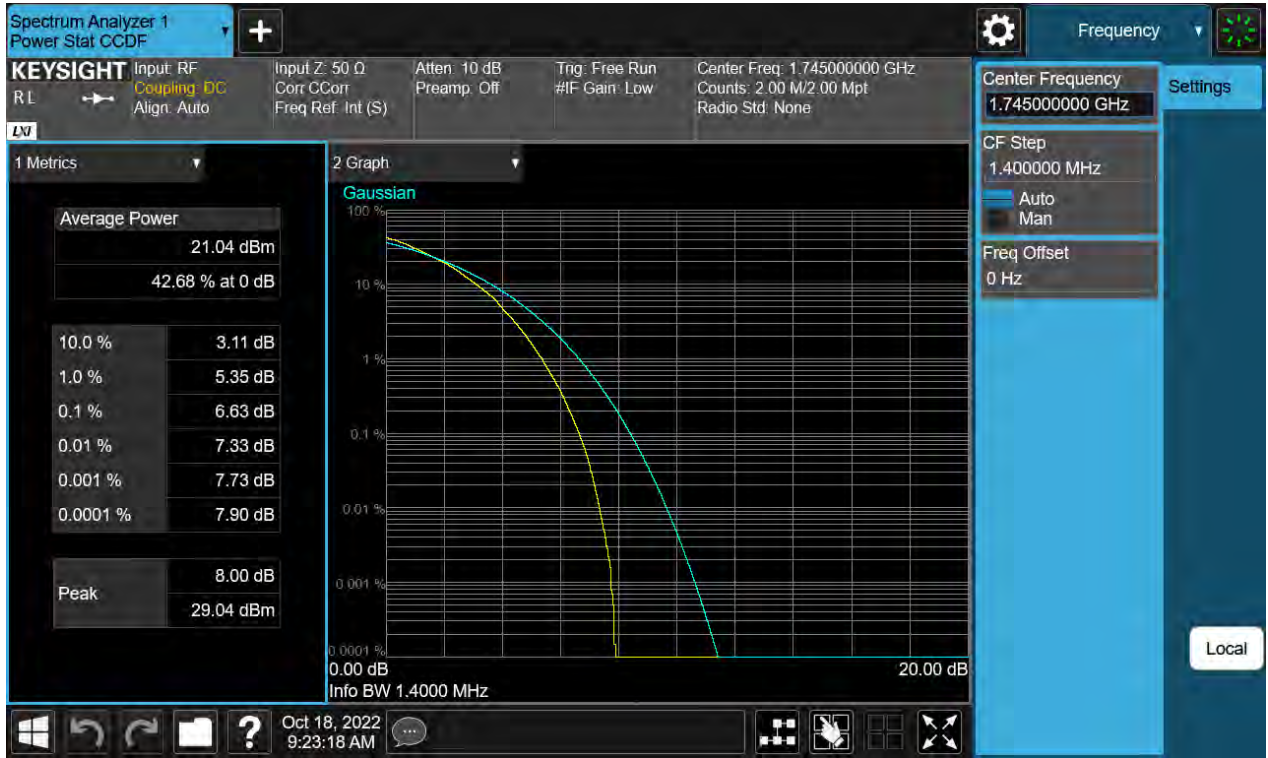 Spectrum Analyzer 1
Power Stat CCDF
Frequency
KEYSIGHT
RL
LXI
Input: RF
Coupling: DC
Align: Auto
Input Z: 50 Ω
Corr CCorr
Freq Ref: Int (S)
Atten: 10 dB
Preamp: Off
Trig: Free Run
#IF Gain: Low
Center Freq: 1.745000000 GHz
Counts: 2.00 M/2.00 Mpt
Radio Std: None
Center Frequency
1.745000000 GHz
Settings
CF Step
1.400000 MHz
Auto
Man
Freq Offset
0 Hz
1 Metrics
Average Power
21.04 dBm
42.68 % at 0 dB
10.0 % 3.11 dB
1.0 % 5.35 dB
0.1 % 6.63 dB
0.01 % 7.33 dB
0.001 % 7.73 dB
0.0001 % 7.90 dB
Peak
8.00 dB
29.04 dBm
2 Graph
Gaussian
100 %
10 %
1 %
0.1 %
0.01 %
0.001 %
0.0001 %
0.00 dB 20.00 dB
Info BW 1.4000 MHz
Local
?
Oct 18, 2022
9:23:18 AM